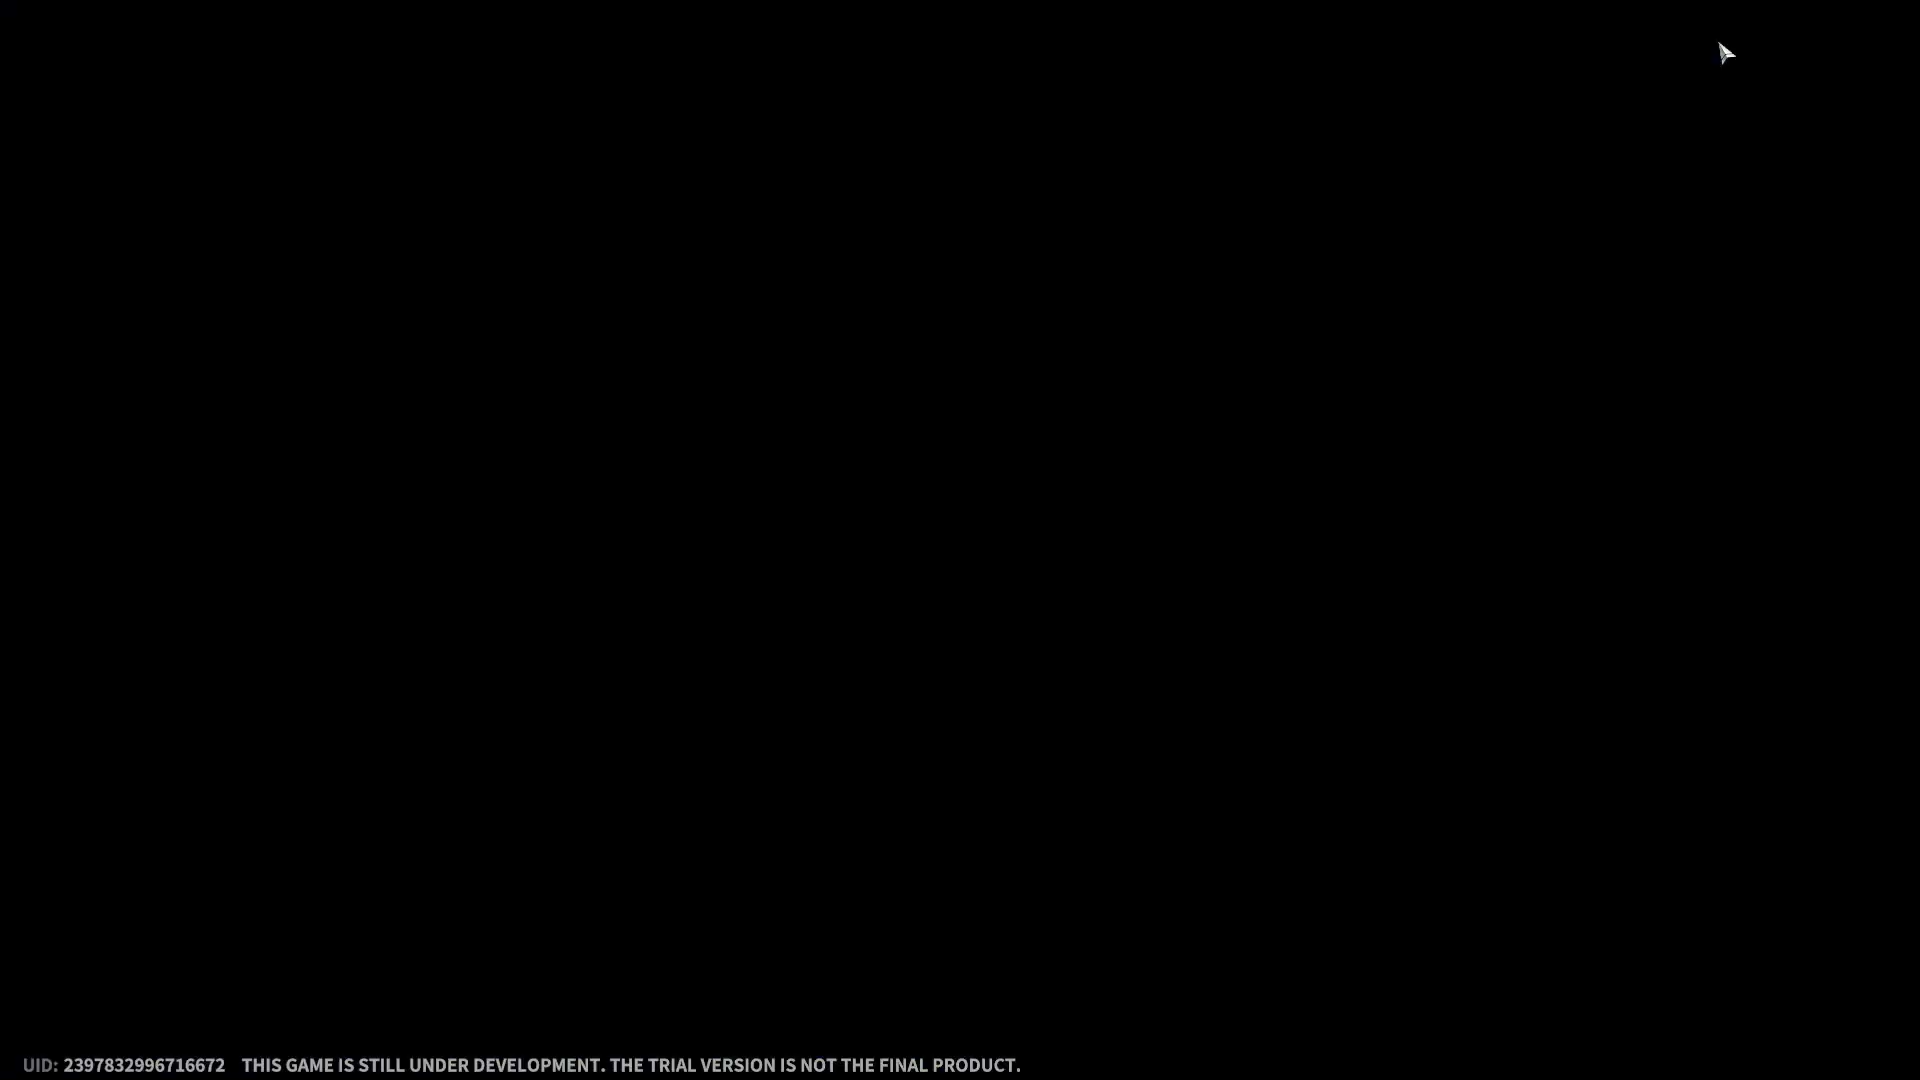 UID: 2397832996716672 THIS GAME IS STILL UNDER DEVELOPMENT. THE TRIAL VERSION IS NOT THE FINAL PRODUCT.